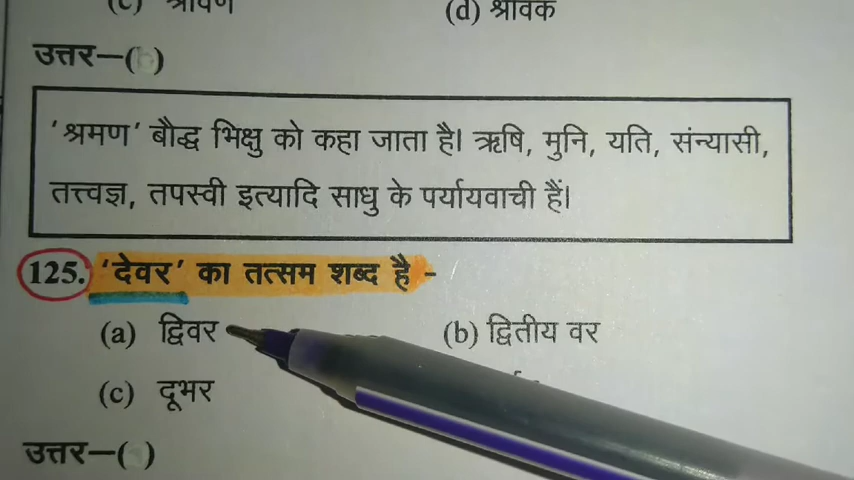 (c) श्रावण (d) श्रावक
उत्तर–( )
'श्रमण' बौद्ध भिक्षु को कहा जाता है। ऋषि, मुनि, यति, संन्यासी,
तत्त्वज्ञ, तपस्वी इत्यादि साधु के पर्यायवाची हैं।
125. 'देवर' का तत्सम शब्द है -
(a) द्विवर (b) द्वितीय वर
(c) दूभर
उत्तर–( )